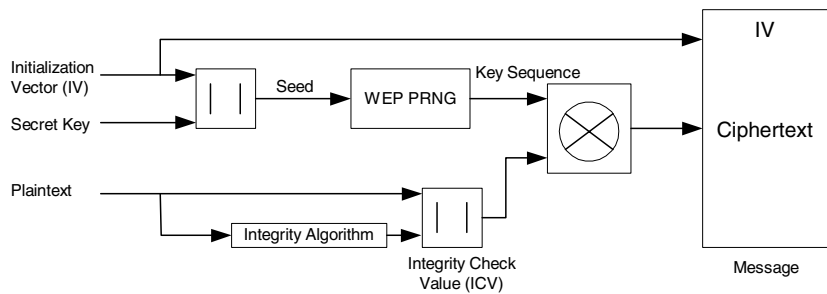 IV
Initialization
Vector (IV)
Seed
WEP PRNG
Key Sequence
Secret Key
Ciphertext
Plaintext
Integrity Algorithm
Integrity Check
Value (ICV)
Message